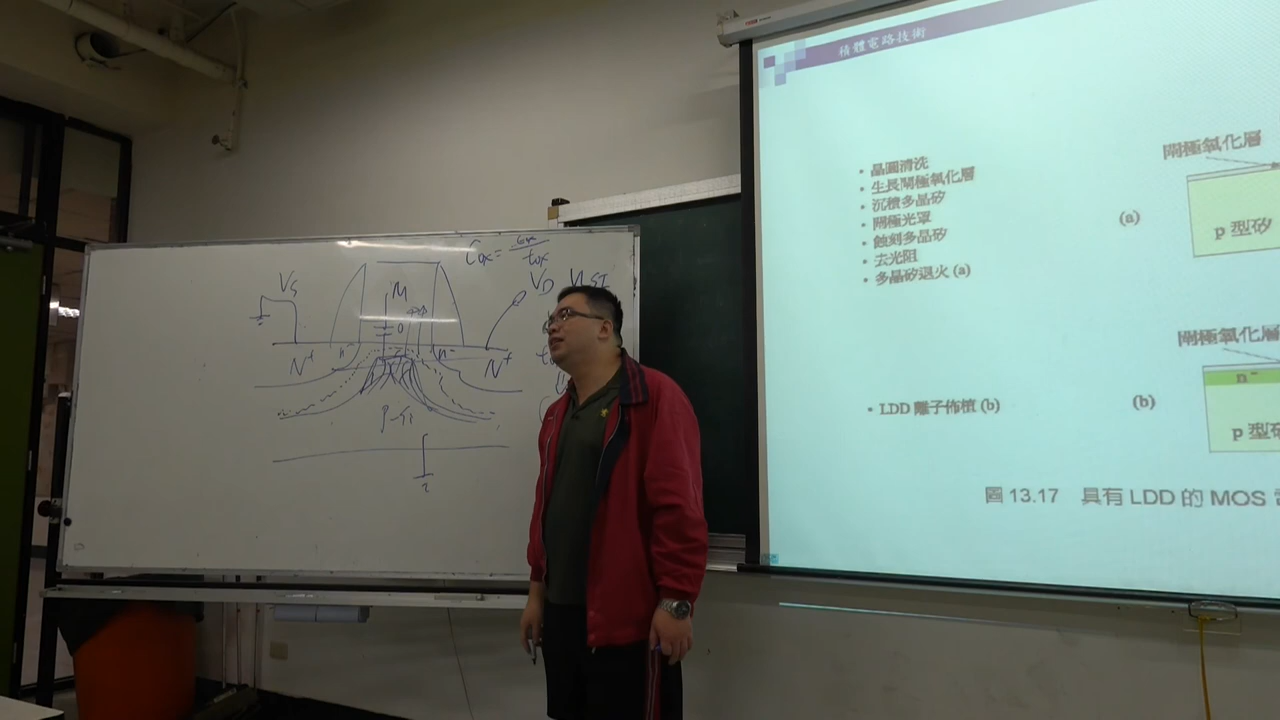 積體電路技術
• 晶圓清洗
• 生長閘極氧化層
• 沉積多晶矽
• 閘極光罩
• 蝕刻多晶矽
• 去光阻
• 多晶矽退火 (a)
(a)
閘極氧化層
p 型矽
• LDD 離子佈植 (b)
(b)
閘極氧化層
n⁻
p 型矽
圖 13.17 具有 LDD 的 MOS
Cox = εox / tox
VS
M
VD
O
N⁺
n⁻
n⁻
N⁺
P-Si